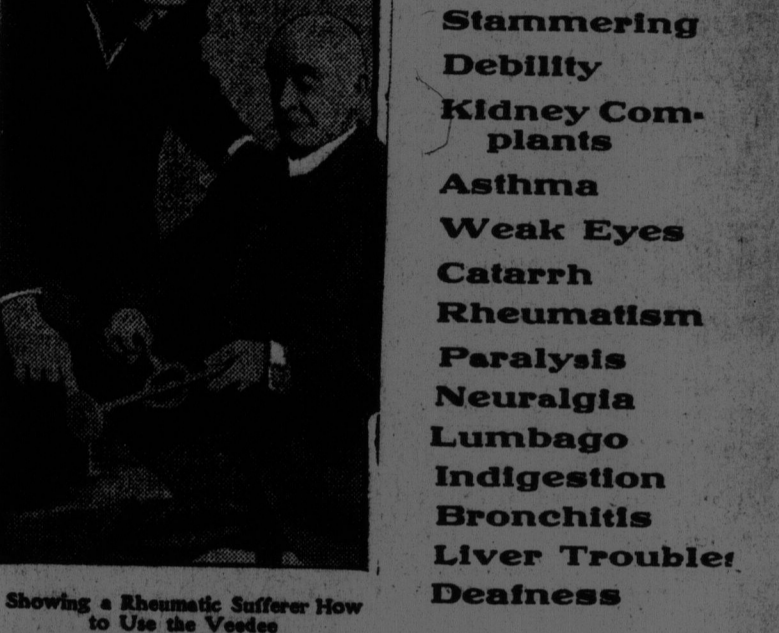 Stammering
Debility
Kidney Com-
plants
Asthma
Weak Eyes
Catarrh
Rheumatism
Paralysis
Neuralgia
Lumbago
Indigestion
Bronchitis
Liver Troubles
Deafness
Showing a Rheumatic Sufferer How
to Use the Veedee